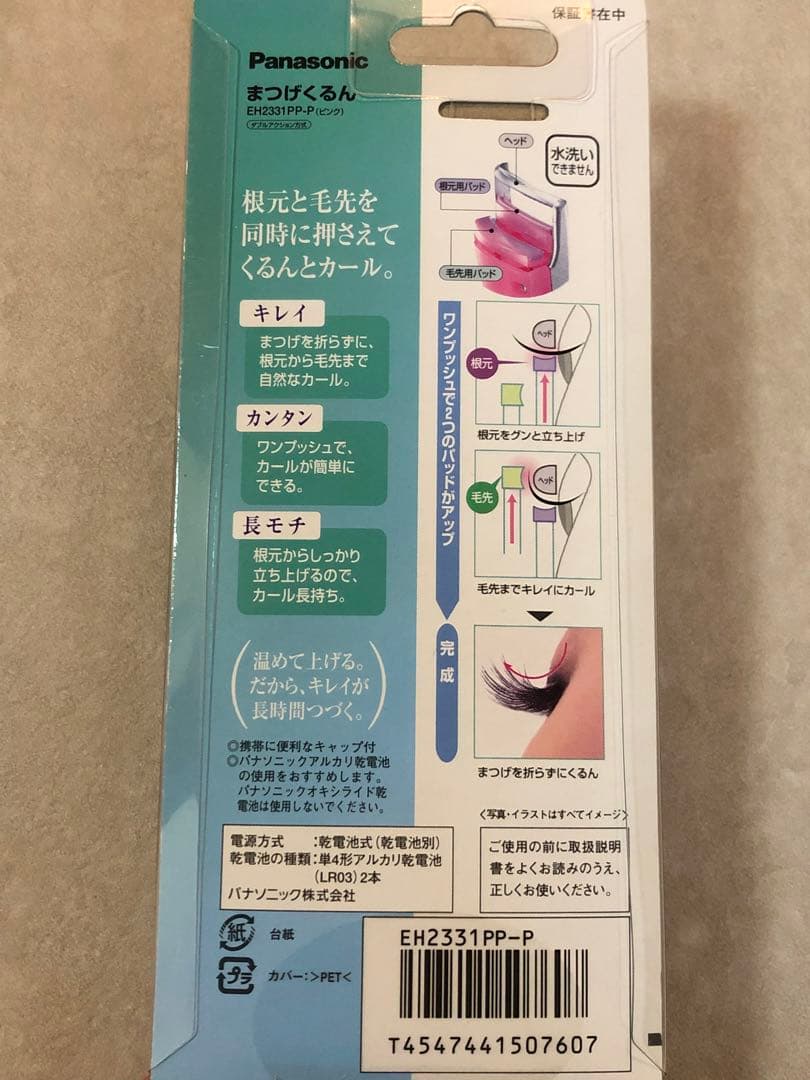 保証書在中
Panasonic
まつげくるん
EH2331PP-P(ピンク)
ダブルアクション方式
根元と毛先を
同時に押さえて
くるんとカール。
キレイ
まつげを折らずに、
根元から毛先まで
自然なカール。
カンタン
ワンプッシュで、
カールが簡単に
できる。
長モチ
根元からしっかり
立ち上げるので、
カール長持ち。
温めて上げる。
だから、キレイが
長時間つづく。
◎携帯に便利なキャップ付
◎パナソニックアルカリ乾電池
の使用をおすすめします。
パナソニックオキシライド乾
電池は使用しないでください。
電源方式 :乾電池式(乾電池別)
乾電池の種類:単4形アルカリ乾電池
(LR03)2本
パナソニック株式会社
紙
台紙
プラ
カバー:>PET<
ヘッド
水洗い
できません
根元用パッド
毛先用パッド
ワンプッシュで2つのパッドがアップ
ヘッド
根元
根元をグンと立ち上げ
ヘッド
毛先
毛先までキレイにカール
完成
まつげを折らずにくるん
〈写真・イラストはすべてイメージ〉
ご使用の前に取扱説明
書をよくお読みのうえ、
正しくお使いください。
EH2331PP-P
T4547441507607